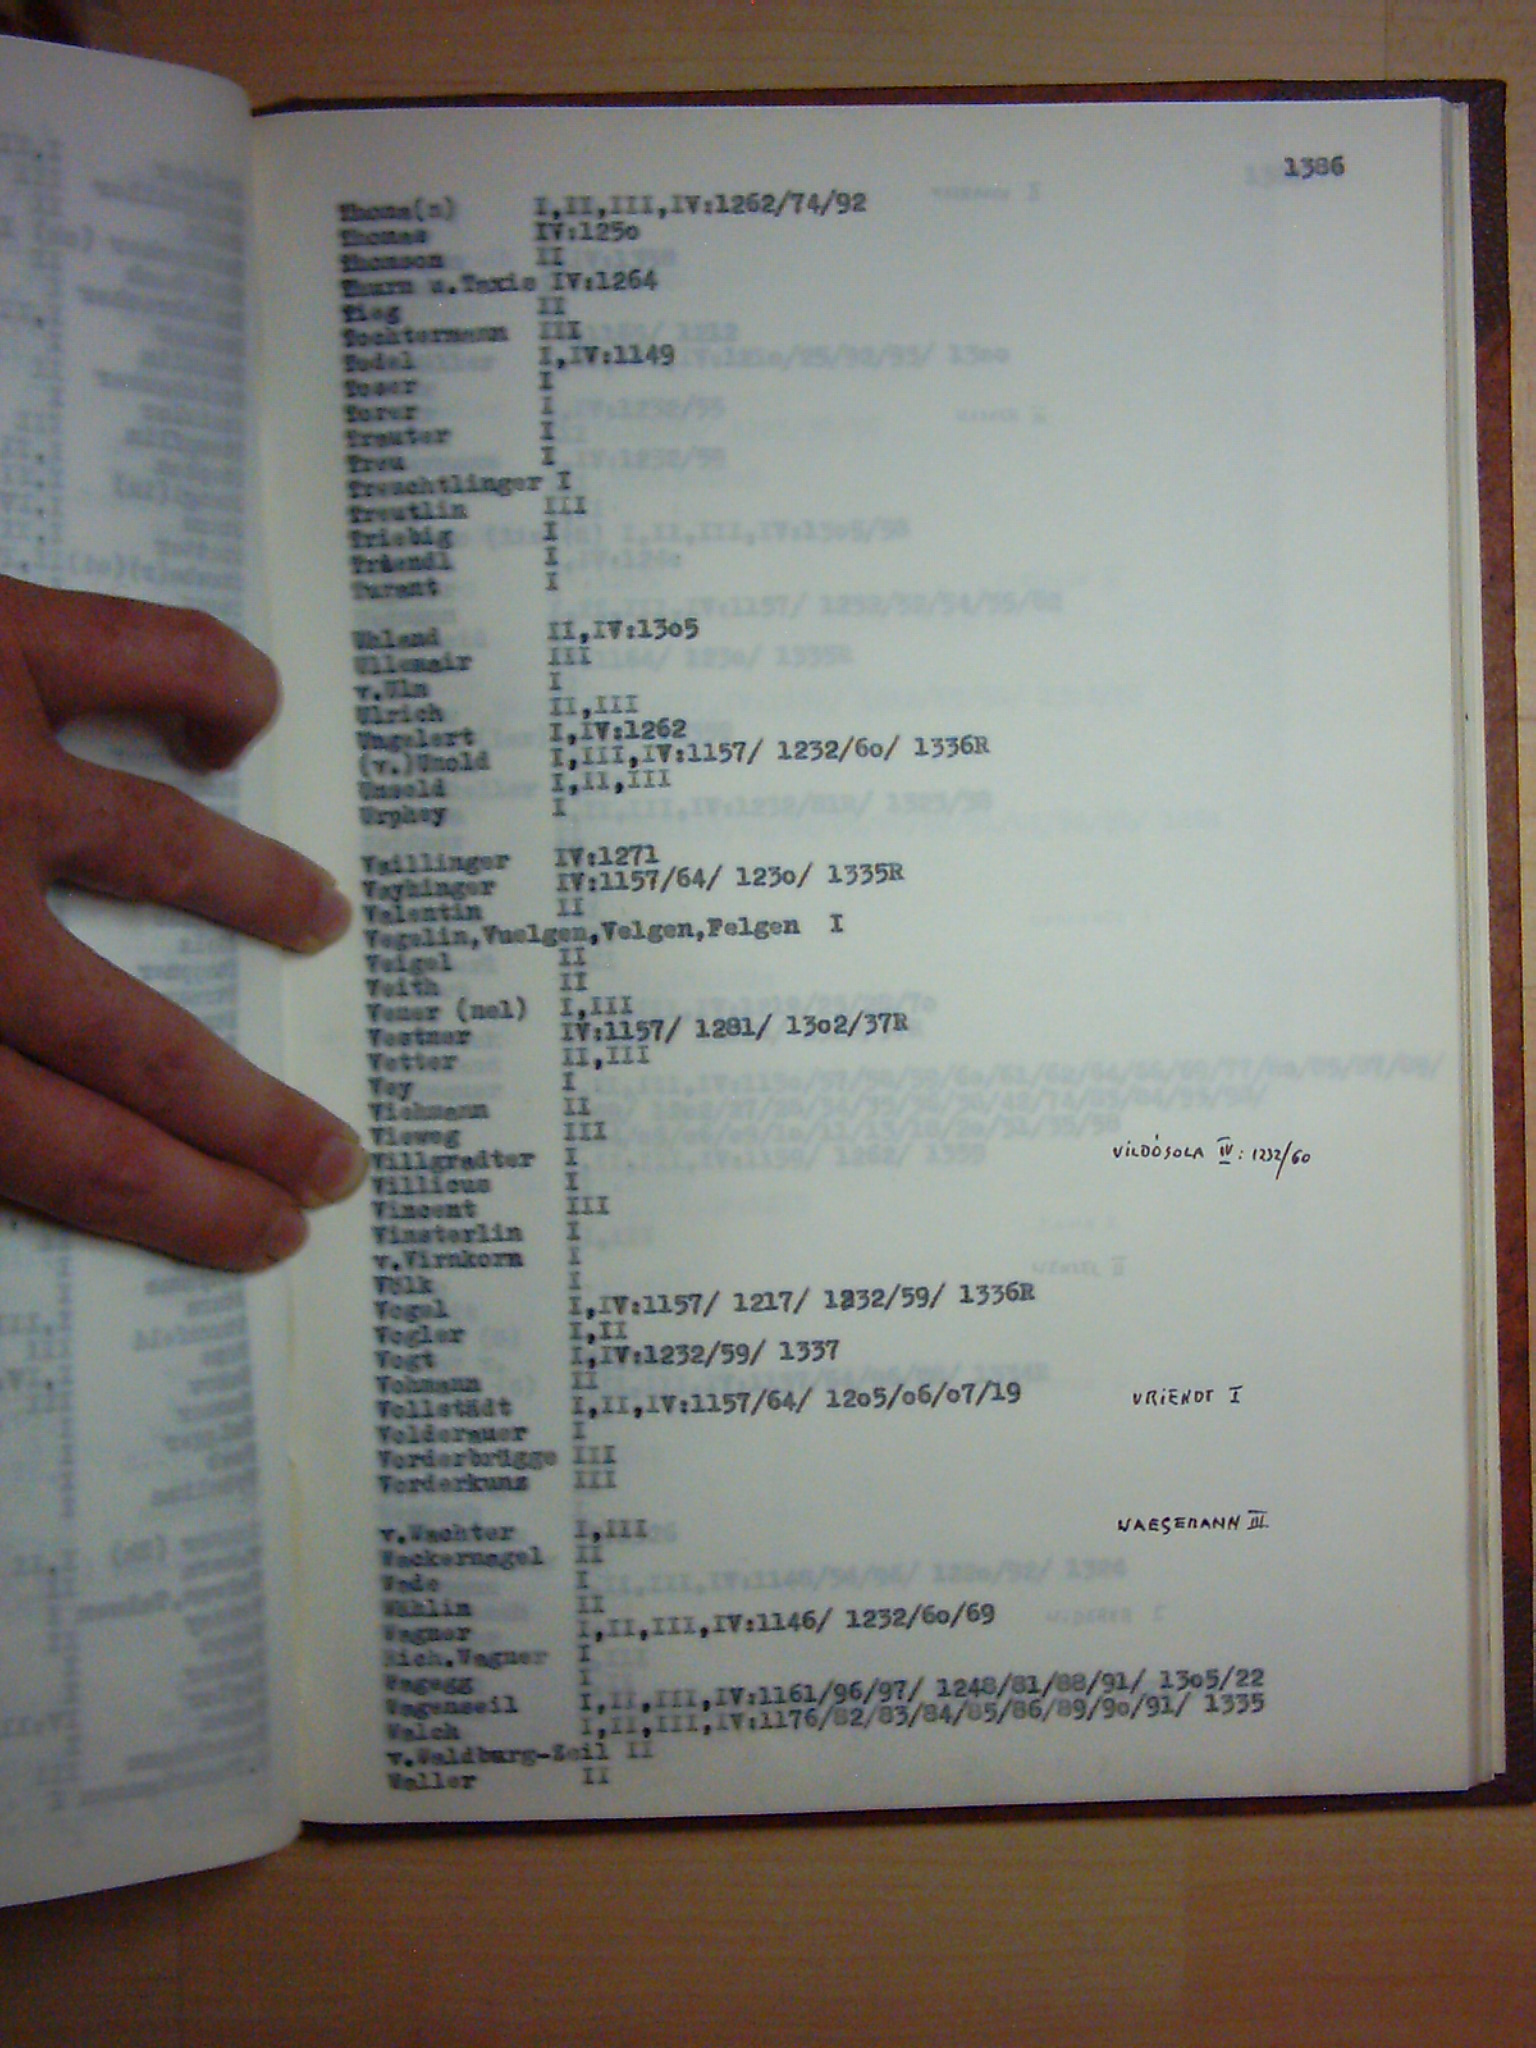 1386
Thoma(n) I,II,III,IV:1262/74/92
Thomas IV:125o
Thomson II
Thurn u.Taxis IV:1264
II
Tochtermann III
Todel I,IV:1149
Toser I
Torer I
Trauter I
Treu I
Treuchtlinger I
Treutlin III
Triebig I
I
Turant I
Uhland II,IV:13o5
Ullemair III
v.Ulm I
Ulrich II,III
Ungelert I,IV:1262
(v.)Unold I,III,IV:1157/ 1232/6o/ 1336R
Unseld I,II,III
Urphey I
Vaillinger IV:1271
Vayhinger IV:1157/64/ 123o/ 1335R
Valentin II
Vegelin,Vuelgen,Velgen,Felgen I
Veigel II
Veith II
Vener (nel) I,III
Vestner IV:1157/ 1281/ 13o2/37R
Vetter II,III
Vey I
Viehmann II
Vieweg III
Villgradter I VILDÓSOLA IV: 1232/60
Villicus I
Vincent III
Vinsterlin I
v.Virnkorn I
Völk I
Vogel I,IV:1157/ 1217/ 1232/59/ 1336R
Vogler I,II
Vogt I,IV:1232/59/ 1337
Vohmann II
Vollstädt I,II,IV:1157/64/ 12o5/o6/o7/19 VRIENDT I
Volderauer I
Vorderbrügge III
Vorderkunz III
v.Wachter I,III WAEGEMANN III
Wackernagel II
Wade I
Wählin II
Wagner I,II,III,IV:1146/ 1232/6o/69
Rich.Wagner I
Wagegg I
Wagenseil I,II,III,IV:1161/96/97/ 1248/81/88/91/ 13o5/22
Walch I,II,III,IV:1176/82/83/84/85/86/89/9o/91/ 1335
v.Waldburg-Zeil II
Waller II